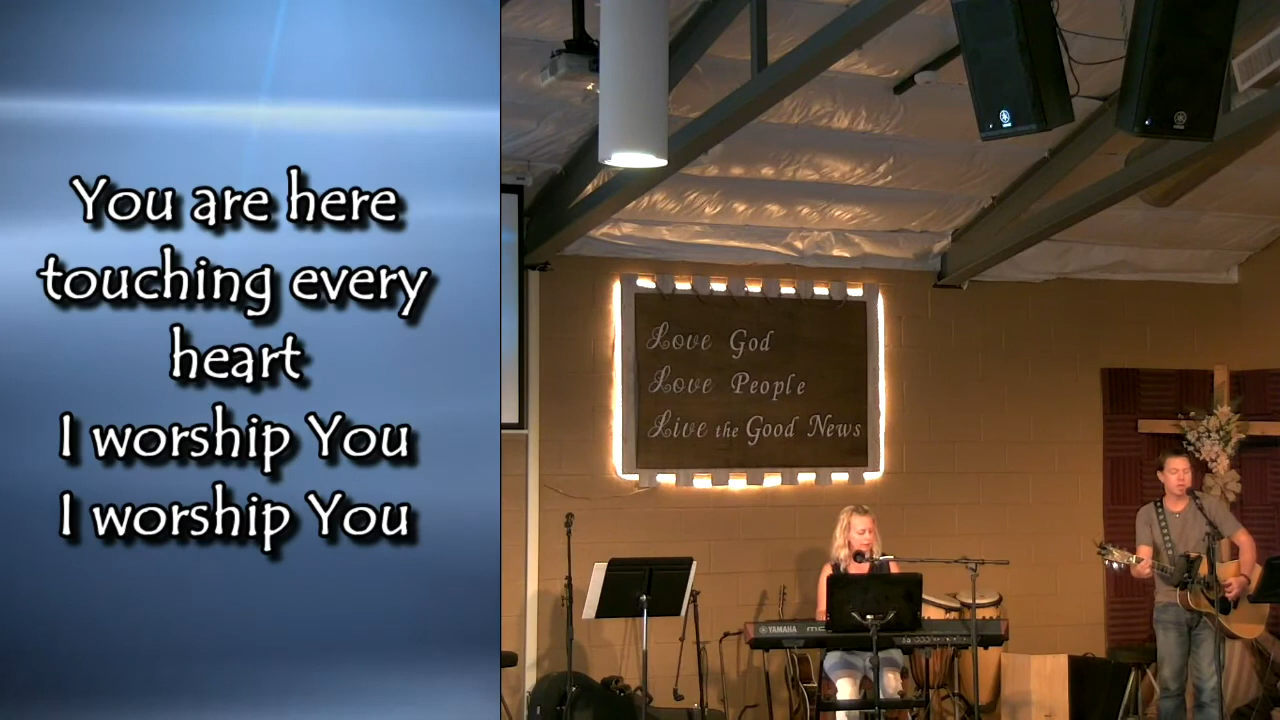 You are here
touching every
heart
I worship You
I worship You
Love God
Love People
Live the Good News
YAMAHA